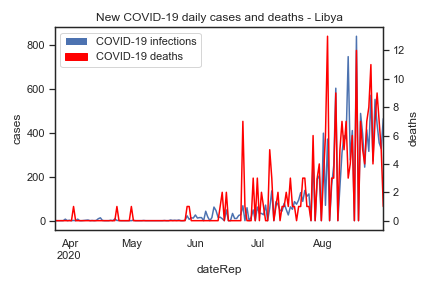 New COVID-19 daily cases and deaths - Libya
COVID-19 infections
COVID-19 deaths
800
600
400
200
0
cases
12
10
8
6
4
2
0
deaths
Apr
2020
May
Jun
Jul
Aug
dateRep